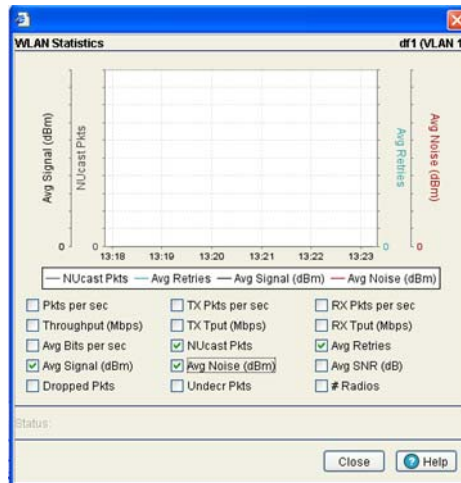 WLAN Statistics df1 (VLAN 1
Avg Signal (dBm)
NUcast Pkts
Avg Retries
Avg Noise (dBm)
0 0 0 0
13:18 13:19 13:20 13:21 13:22 13:23
NUcast Pkts Avg Retries Avg Signal (dBm) Avg Noise (dBm)
Pkts per sec TX Pkts per sec RX Pkts per sec
Throughput (Mbps) TX Tput (Mbps) RX Tput (Mbps)
Avg Bits per sec NUcast Pkts Avg Retries
Avg Signal (dBm) Avg Noise (dBm) Avg SNR (dB)
Dropped Pkts Undecr Pkts # Radios
Status:
Close ? Help